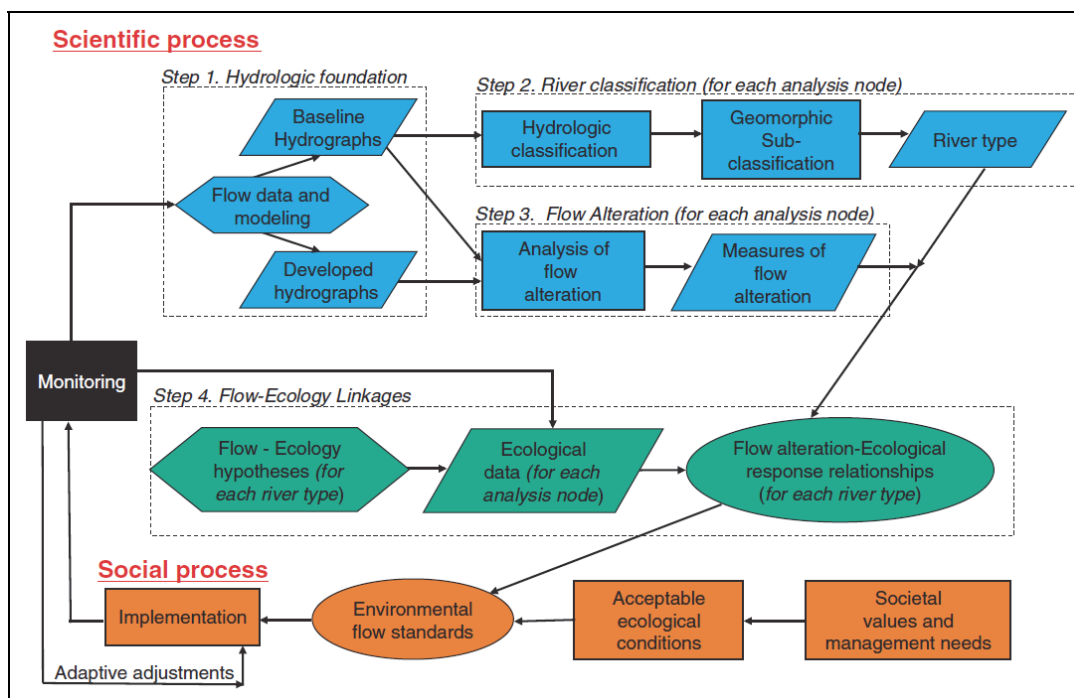 Scientific process
Step 1. Hydrologic foundation
Baseline
Hydrographs
Flow data and
modeling
Developed
hydrographs
Step 2. River classification (for each analysis node)
Hydrologic
classification
Geomorphic
Sub-
classification
River type
Step 3.  Flow Alteration (for each analysis node)
Analysis of
flow
alteration
Measures of
flow
alteration
Monitoring
Step 4. Flow-Ecology Linkages
Flow - Ecology
hypotheses (for
each river type)
Ecological
data (for each
analysis node)
Flow alteration-Ecological
response relationships
(for each river type)
Social process
Implementation
Environmental
flow standards
Acceptable
ecological
conditions
Societal
values and
management needs
Adaptive adjustments